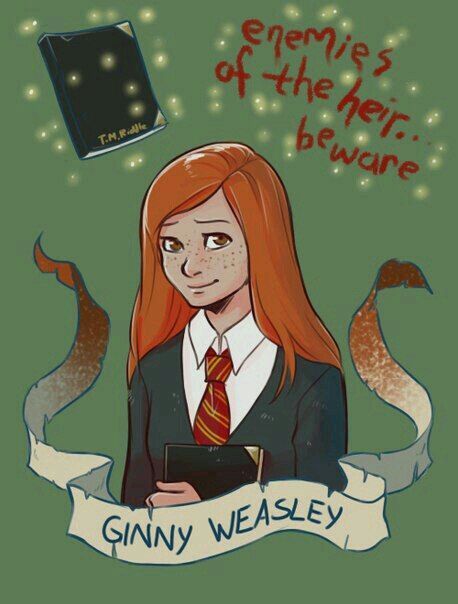 T.M.Riddle
enemies
of the heir...
beware
GINNY WEASLEY